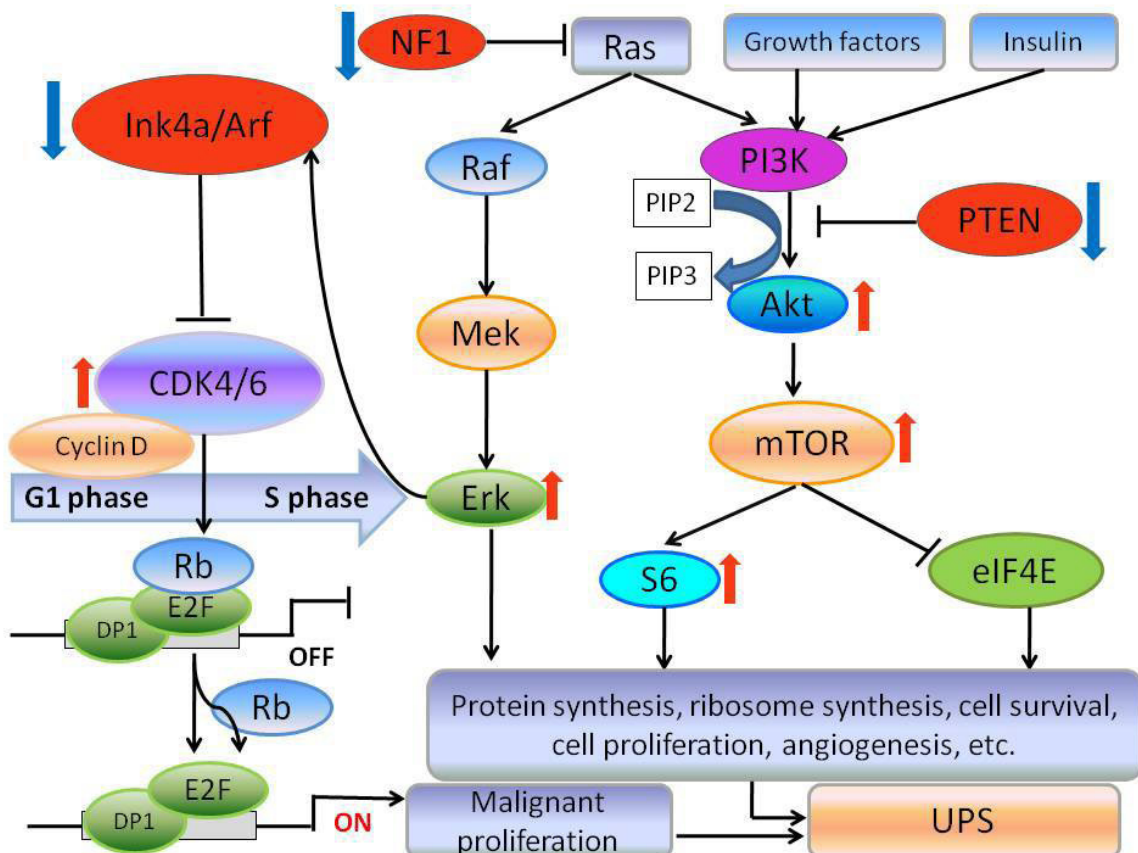 NF1
Ras
Growth factors
Insulin
Ink4a/Arf
Raf
PI3K
PIP2
PTEN
PIP3
Akt
Mek
CDK4/6
Cyclin D
mTOR
G1 phase
S phase
Erk
Rb
S6
eIF4E
E2F
DP1
OFF
Rb
Protein synthesis, ribosome synthesis, cell survival,
cell proliferation, angiogenesis, etc.
E2F
DP1
ON
Malignant
proliferation
UPS